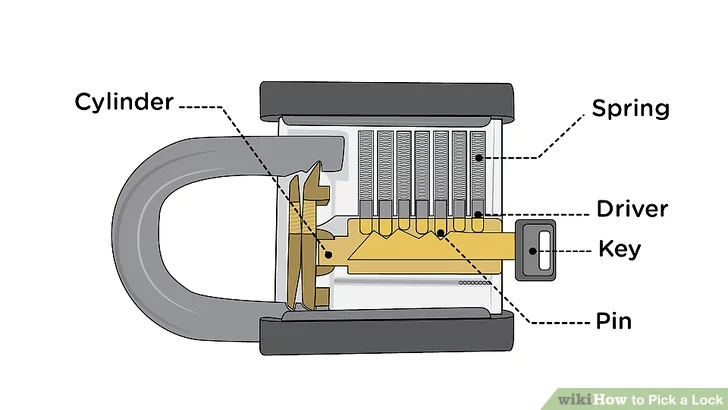 Cylinder
Spring
Driver
Key
Pin
wikiHow to Pick a Lock